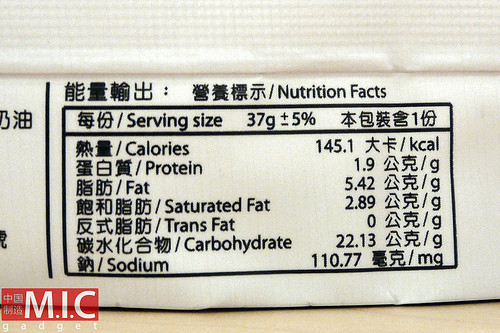 能量輸出： 營養標示/Nutrition Facts
奶油
每份/Serving size 37g±5% 本包裝含1份
熱量/Calories 145.1 大卡/kcal
蛋白質/Protein 1.9 公克/g
脂肪/Fat 5.42 公克/g
飽和脂肪/Saturated Fat 2.89 公克/g
反式脂肪/Trans Fat 0 公克/g
碳水化合物/Carbohydrate 22.13 公克/g
鈉/Sodium 110.77 毫克/mg
中国制造 M.I.C
gadget